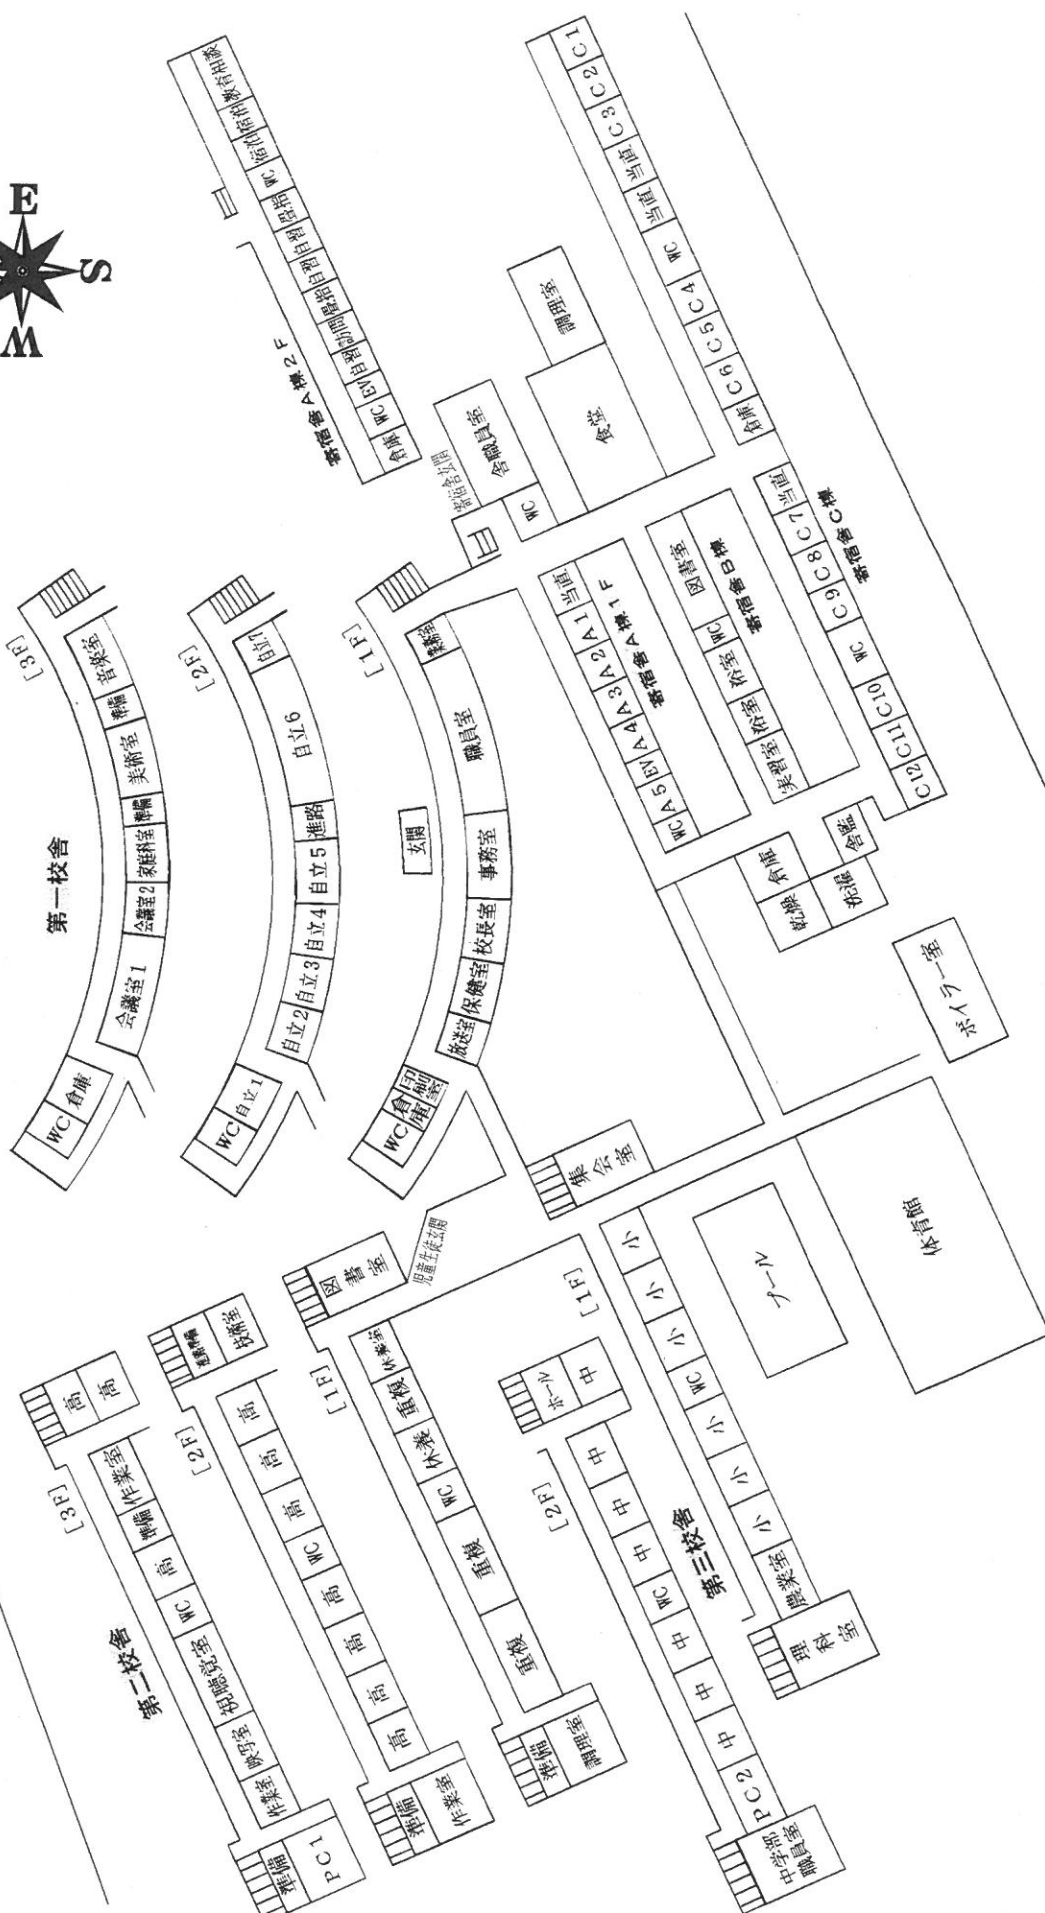 E
S
W
第一校舎
[3F]
WC
倉庫
会議室1
会議室2
家庭科室
準備
美術室
準備
音楽室
[2F]
WC
自立1
自立2
自立3
自立4
自立5
進路
自立6
自立7
[1F]
WC
倉庫
印刷室
放送室
保健室
校長室
事務室
職員室
玄関
児童生徒玄関
第二校舎
[3F]
準備
PC1
作業室
映写室
視聴覚室
WC
高
準備
作業室
高
高
[2F]
準備
作業室
高
高
高
高
WC
高
高
高
技術室
[1F]
準備
調理室
重複
重複
WC
休養
重複
図書室
第三校舎
[2F]
中学部職員室
PC2
中
中
中
WC
中
中
中
ホール
中
[1F]
理科室
農業室
小
小
小
WC
小
小
小
集会室
プール
体育館
ボイラー室
寄宿舎A棟2F
倉庫
WC
EV
自習
訪問
自習
自習
WC
宿泊
宿泊
教育相談
寄宿舎玄関
舎職員室
WC
食堂
調理室
寄宿舎A棟1F
WC
A5
EV
A4
A3
A2
A1
当直
寄宿舎B棟
実習室
WC
図書室
寄宿舎C棟
C12
C11
C10
WC
C9
C8
C7
当直
倉庫
C6
C5
C4
WC
当直
当直
C3
C2
C1
乾燥
倉庫
洗濯
舎監